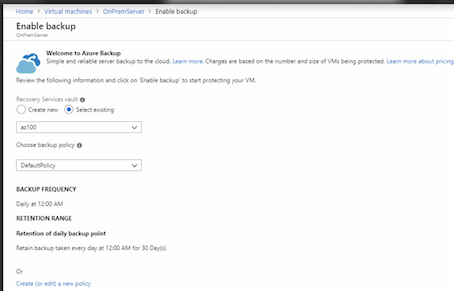 Home > Virtual machines > OnPremServer > Enable backup
Enable backup
OnPremServer
Welcome to Azure Backup
Simple and reliable server backup to the cloud. Learn more. Charges are based on the number and size of VMs being protected. Learn more about pricing
Review the following information and click on 'Enable backup' to start protecting your VM.
Recovery Services vault
Create new Select existing
az100
Choose backup policy
DefaultPolicy
BACKUP FREQUENCY
Daily at 12:00 AM
RETENTION RANGE
Retention of daily backup point
Retain backup taken every day at 12:00 AM for 30 Day(s)
Or
Create (or edit) a new policy